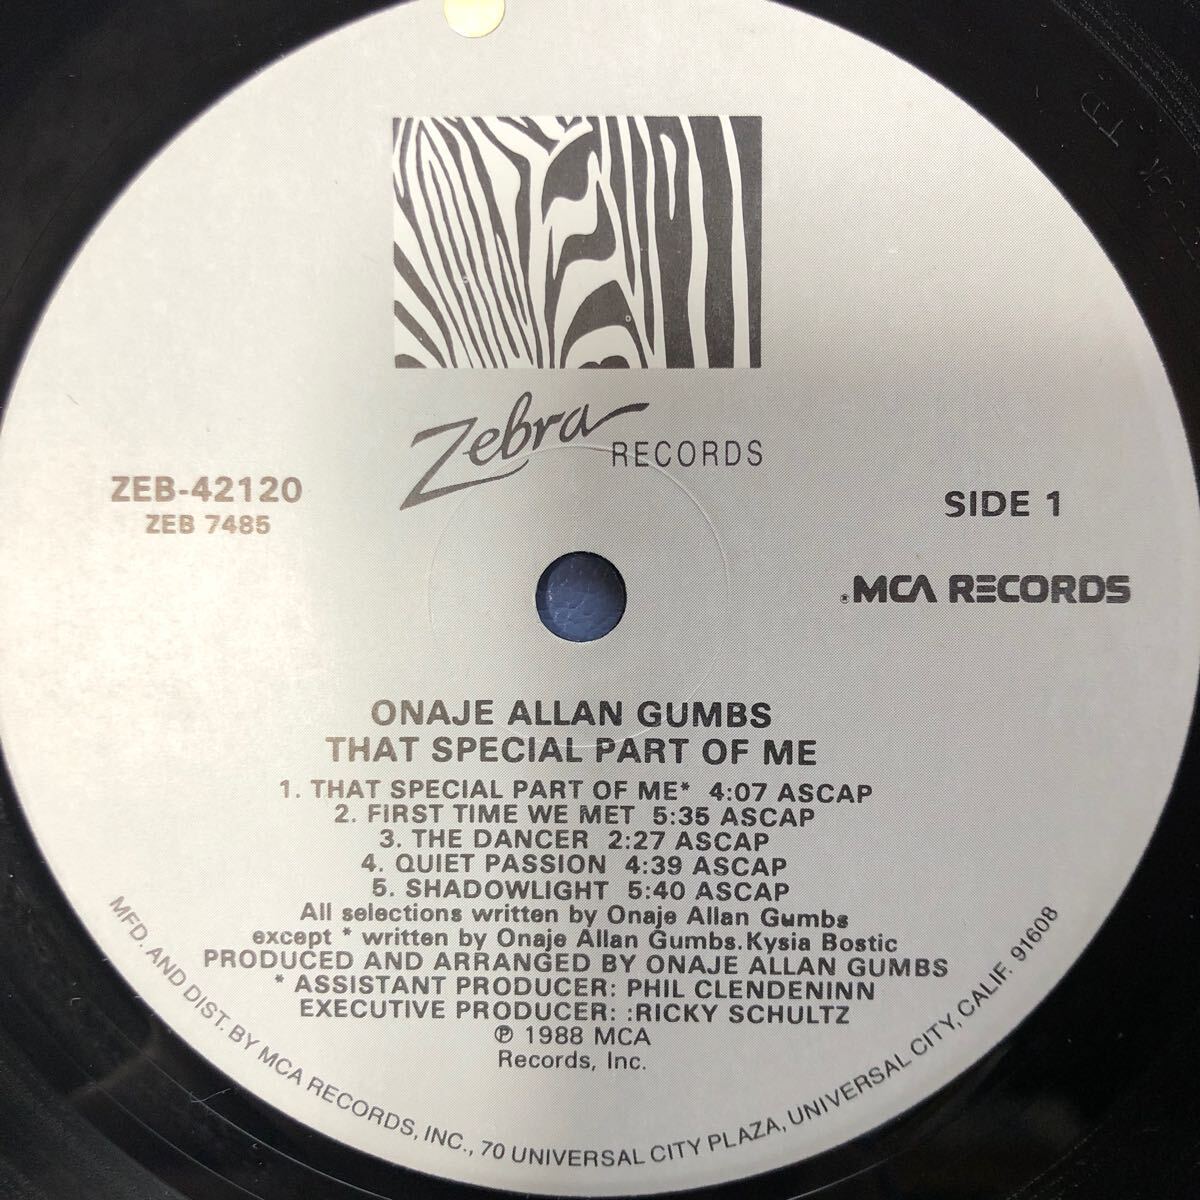 Zebra RECORDS
ZEB-42120
ZEB 7485
SIDE 1
®MCA RECORDS
ONAJE ALLAN GUMBS
THAT SPECIAL PART OF ME
1. THAT SPECIAL PART OF ME* 4:07 ASCAP
2. FIRST TIME WE MET 5:35 ASCAP
3. THE DANCER 2:27 ASCAP
4. QUIET PASSION 4:39 ASCAP
5. SHADOWLIGHT 5:40 ASCAP
All selections written by Onaje Allan Gumbs
except * written by Onaje Allan Gumbs.Kysia Bostic
PRODUCED AND ARRANGED BY ONAJE ALLAN GUMBS
* ASSISTANT PRODUCER: PHIL CLENDENINN
EXECUTIVE PRODUCER: :RICKY SCHULTZ
℗ 1988 MCA
Records, Inc.
MFD. AND DIST. BY MCA RECORDS, INC., 70 UNIVERSAL CITY PLAZA, UNIVERSAL CITY, CALIF. 91608